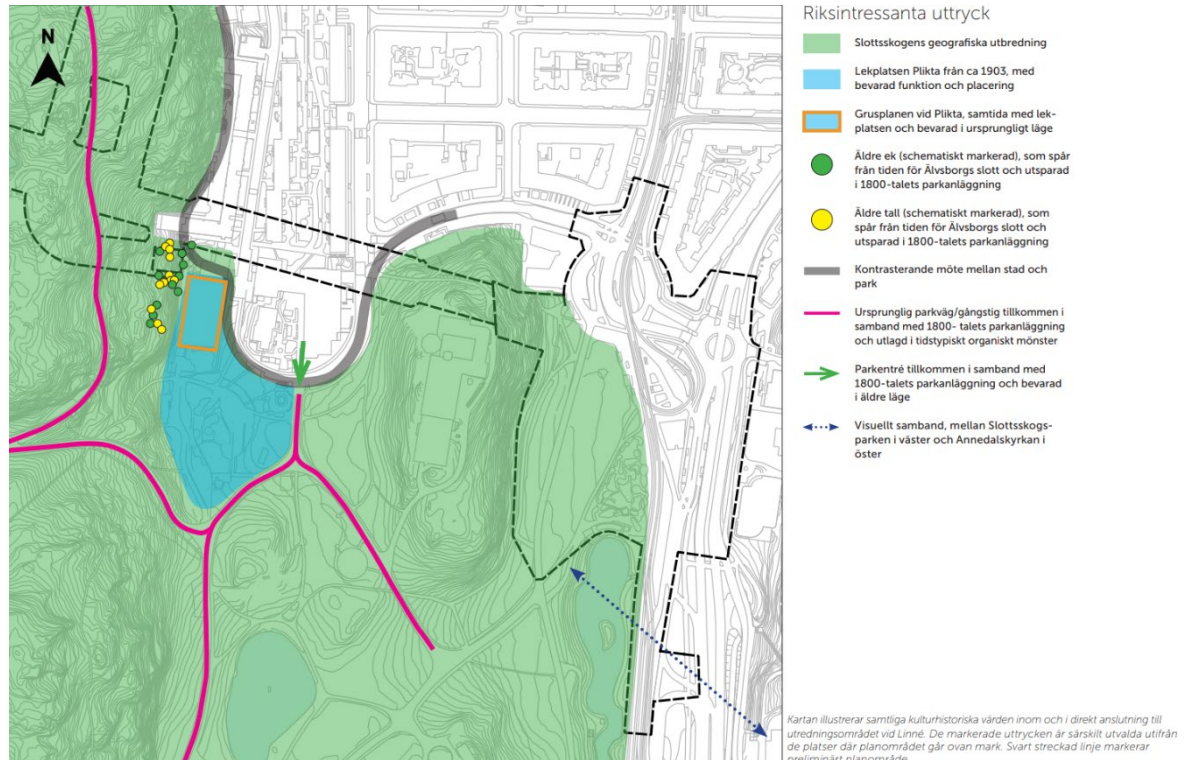 N
Riksintressanta uttryck
Slottsskogens geografiska utbredning
Lekplatsen Plikta från ca 1903, med
bevarad funktion och placering
Grusplanen vid Plikta, samtida med lek-
platsen och bevarad i ursprungligt läge
Äldre ek (schematiskt markerad), som spår
från tiden för Älvsborgs slott och utsparad
i 1800-talets parkanläggning
Äldre tall (schematiskt markerad), som
spår från tiden för Älvsborgs slott och
utsparad i 1800-talets parkanläggning
Kontrasterande möte mellan stad och
park
Ursprunglig parkväg/gångstig tillkommen i
samband med 1800- talets parkanläggning
och utlagd i tidstypiskt organiskt mönster
Parkentré tillkommen i samband med
1800-talets parkanläggning och bevarad
i äldre läge
Visuellt samband, mellan Slottsskogs-
parken i väster och Annedalskyrkan i
öster
Kartan illustrerar samtliga kulturhistoriska värden inom och i direkt anslutning till
utredningsområdet vid Linné. De markerade uttrycken är särskilt utvalda utifrån
de platser där planområdet går ovan mark. Svart streckad linje markerar
preliminärt planområde